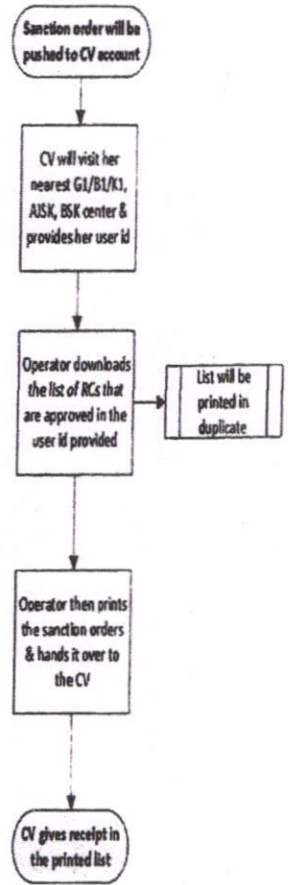 Sanction order will be
pushed to CV account
CV will visit her
nearest G1/B1/K1,
AJSK, BSK center &
provides her user id
Operator downloads
the list of RCs that
are approved in the
user id provided
List will be
printed in
duplicate
Operator then prints
the sanction orders
& hands it over to
the CV
CV gives receipt in
the printed list